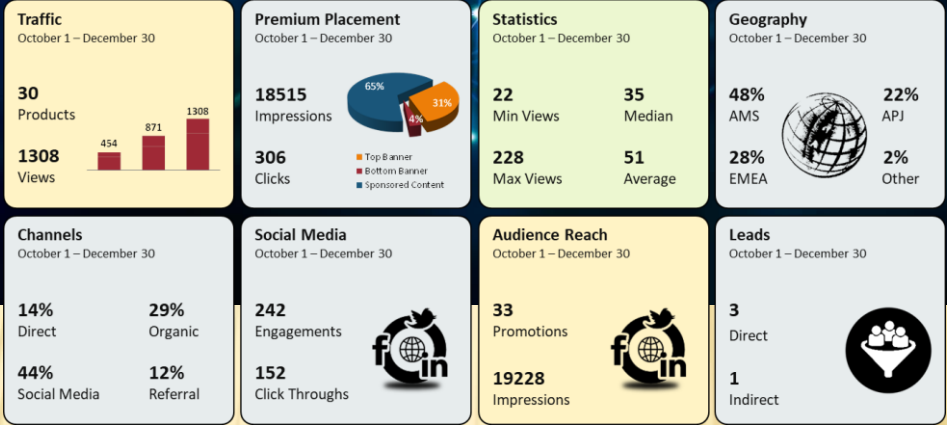 Traffic
October 1 – December 30
30
Products
1308
Views
454
871
1308
Premium Placement
October 1 – December 30
18515
Impressions
306
Clicks
65%
31%
4%
Top Banner
Bottom Banner
Sponsored Content
Statistics
October 1 – December 30
22
Min Views
35
Median
228
Max Views
51
Average
Geography
October 1 – December 30
48%
AMS
22%
APJ
28%
EMEA
2%
Other
Channels
October 1 – December 30
14%
Direct
29%
Organic
44%
Social Media
12%
Referral
Social Media
October 1 – December 30
242
Engagements
152
Click Throughs
f
in
Audience Reach
October 1 – December 30
33
Promotions
19228
Impressions
f
in
Leads
October 1 – December 30
3
Direct
1
Indirect